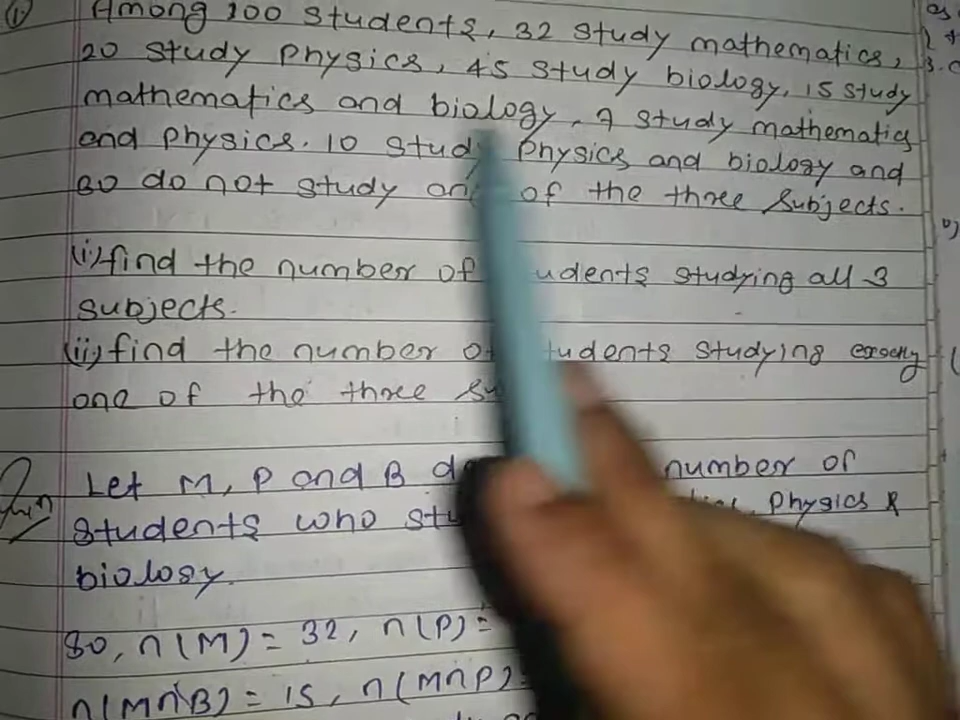 (1) Among 100 students, 32 study mathematics,
20 study physics, 45 study biology, 15 study
mathematics and biology, 7 study mathematics
and physics. 10 study physics and biology and
30 do not study of the three subjects.
(i) find the number of students studying all 3
subjects.
(ii) find the number of students studying exactly
one of the three
Let M, P and B number of
students who physics &
biology.
So, n(M) = 32, n(P) =
n(M∩B) = 15, n(M∩P)